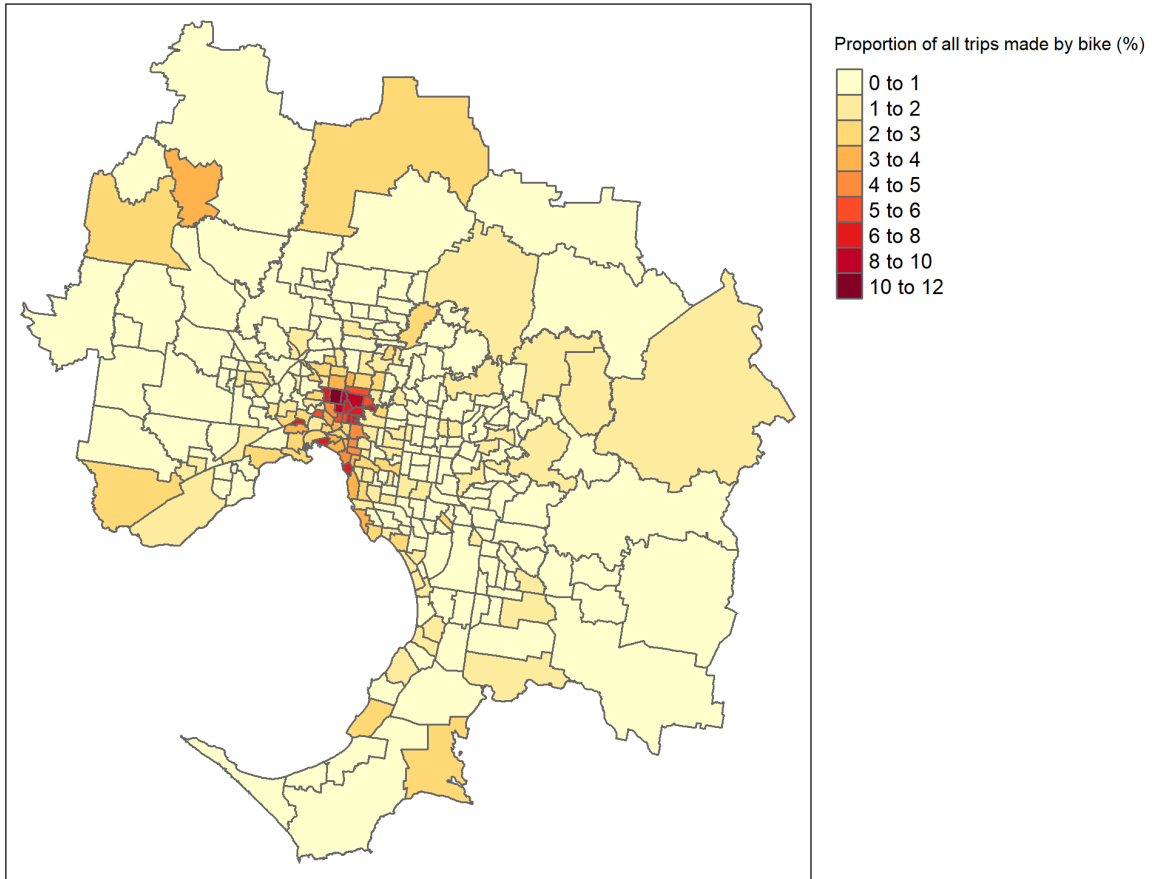 Proportion of all trips made by bike (%)
0 to 1
1 to 2
2 to 3
3 to 4
4 to 5
5 to 6
6 to 8
8 to 10
10 to 12